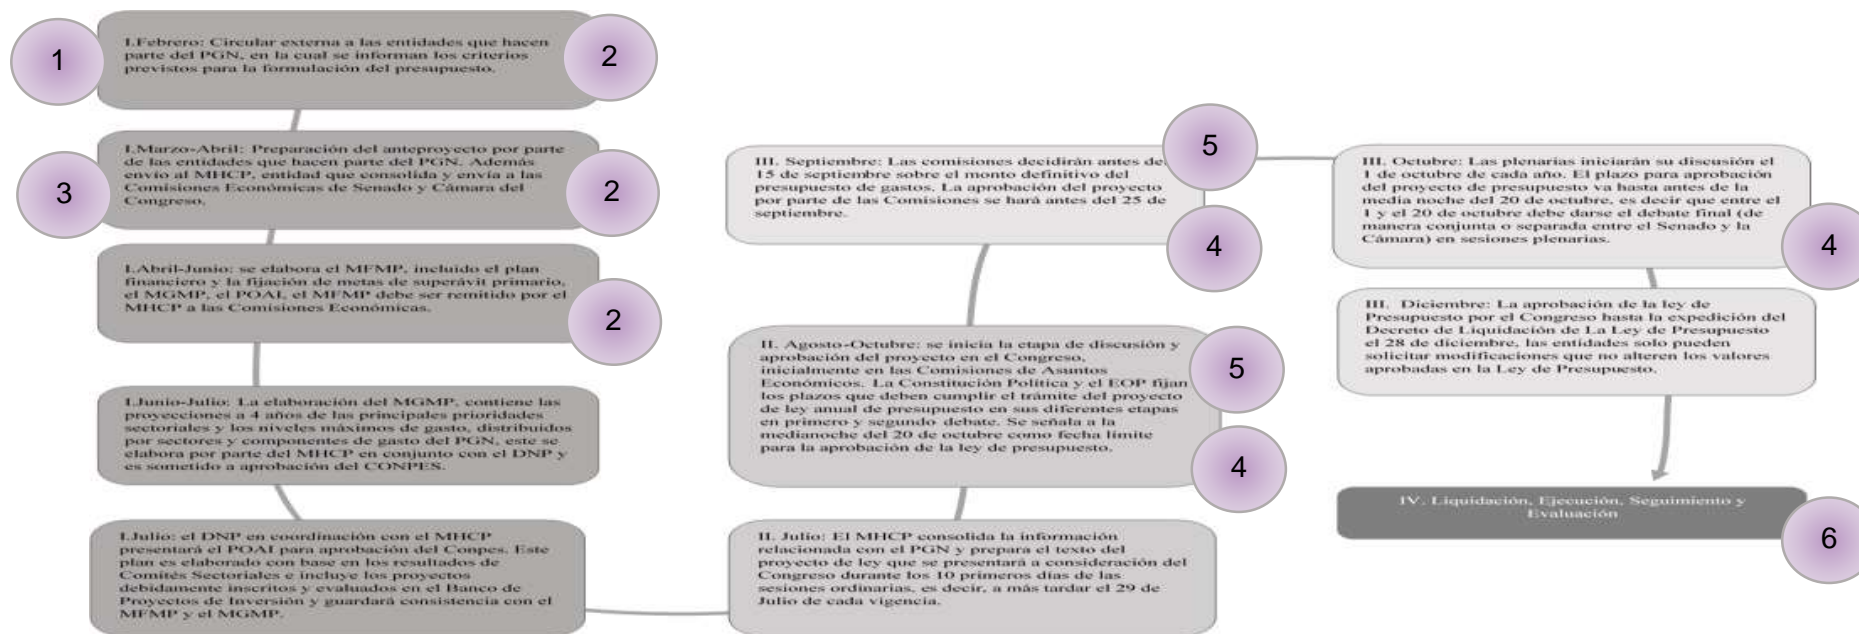 1
I.Febrero: Circular externa a las entidades que hacen
parte del PGN, en la cual se informan los criterios
previstos para la formulación del presupuesto.
2
3
I.Marzo-Abril: Preparación del anteproyecto por parte
de las entidades que hacen parte del PGN. Además
envío al MHCP, entidad que consolida y envía a las
Comisiones Económicas de Senado y Cámara del
Congreso.
2
I.Abril-Junio: se elabora el MFMP, incluido el plan
financiero y la fijación de metas de superávit primario,
el MGMP, el POAI, el MFMP debe ser remitido por el
MHCP a las Comisiones Económicas.
2
I.Junio-Julio: La elaboración del MGMP, contiene las
proyecciones a 4 años de las principales prioridades
sectoriales y los niveles máximos de gasto, distribuidos
por sectores y componentes de gasto del PGN, este se
elabora por parte del MHCP en conjunto con el DNP y
es sometido a aprobación del CONPES.
I.Julio: el DNP en coordinación con el MHCP
presentará el POAI para aprobación del Conpes. Este
plan es elaborado con base en los resultados de
Comités Sectoriales e incluye los proyectos
debidamente inscritos y evaluados en el Banco de
Proyectos de Inversión y guardará consistencia con el
MFMP y el MGMP.
II. Julio: El MHCP consolida la información
relacionada con el PGN y prepara el texto del
proyecto de ley que se presentará a consideración del
Congreso durante los 10 primeros días de las
sesiones ordinarias, es decir, a más tardar el 29 de
Julio de cada vigencia.
II. Agosto-Octubre: se inicia la etapa de discusión y
aprobación del proyecto en el Congreso,
inicialmente en las Comisiones de Asuntos
Económicos. La Constitución Política y el EOP fijan
los plazos que deben cumplir el trámite del proyecto
de ley anual de presupuesto en sus diferentes etapas
en primero y segundo debate. Se señala a la
medianoche del 20 de octubre como fecha límite
para la aprobación de la ley de presupuesto.
5
4
III. Septiembre: Las comisiones decidirán antes de
15 de septiembre sobre el monto definitivo del
presupuesto de gastos. La aprobación del proyecto
por parte de las Comisiones se hará antes del 25 de
septiembre.
5
4
III. Octubre: Las plenarias iniciarán su discusión el
1 de octubre de cada año. El plazo para aprobación
del proyecto de presupuesto va hasta antes de la
media noche del 20 de octubre, es decir que entre el
1 y el 20 de octubre debe darse el debate final (de
manera conjunta o separada entre el Senado y la
Cámara) en sesiones plenarias.
4
III. Diciembre: La aprobación de la ley de
Presupuesto por el Congreso hasta la expedición del
Decreto de Liquidación de La Ley de Presupuesto
el 28 de diciembre, las entidades solo pueden
solicitar modificaciones que no alteren los valores
aprobadas en la Ley de Presupuesto.
IV. Liquidación, Ejecución, Seguimiento y
Evaluación
6